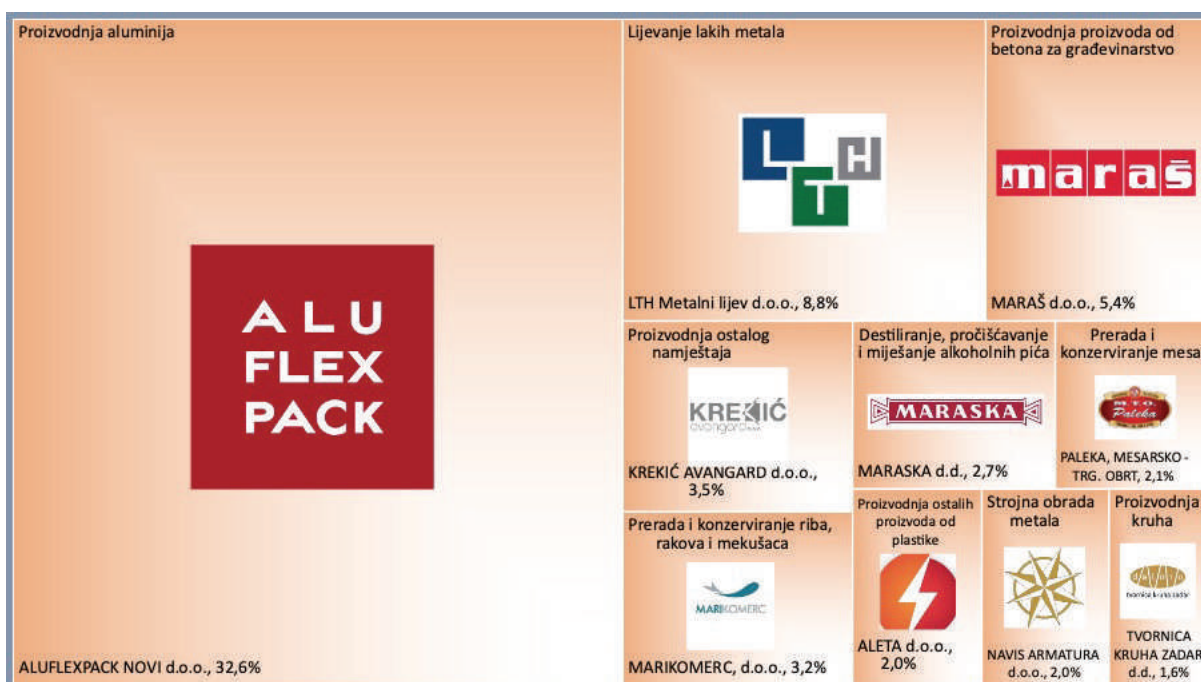 Proizvodnja aluminija
ALU
FLEX
PACK
ALUFLEXPACK NOVI d.o.o., 32,6%
Lijevanje lakih metala
LTH
LTH Metalni lijev d.o.o., 8,8%
Proizvodnja proizvoda od
betona za građevinarstvo
maraš
MARAŠ d.o.o., 5,4%
Proizvodnja ostalog
namještaja
KREKIĆ
avangard
KREKIĆ AVANGARD d.o.o.,
3,5%
Destiliranje, pročišćavanje
i miješanje alkoholnih pića
MARASKA
MARASKA d.d., 2,7%
Prerada i
konzerviranje mesa
M.T.O.
Paleka
PALEKA, MESARSKO -
TRG. OBRT, 2,1%
Prerada i konzerviranje riba,
rakova i mekušaca
MARIKOMERC
MARIKOMERC, d.o.o., 3,2%
Proizvodnja ostalih
proizvoda od
plastike
ALETA d.o.o.,
2,0%
Strojna obrada
metala
NAVIS ARMATURA
d.o.o., 2,0%
Proizvodnja
kruha
tvornica kruha zadar
TVORNICA
KRUHA ZADAR
d.d., 1,6%